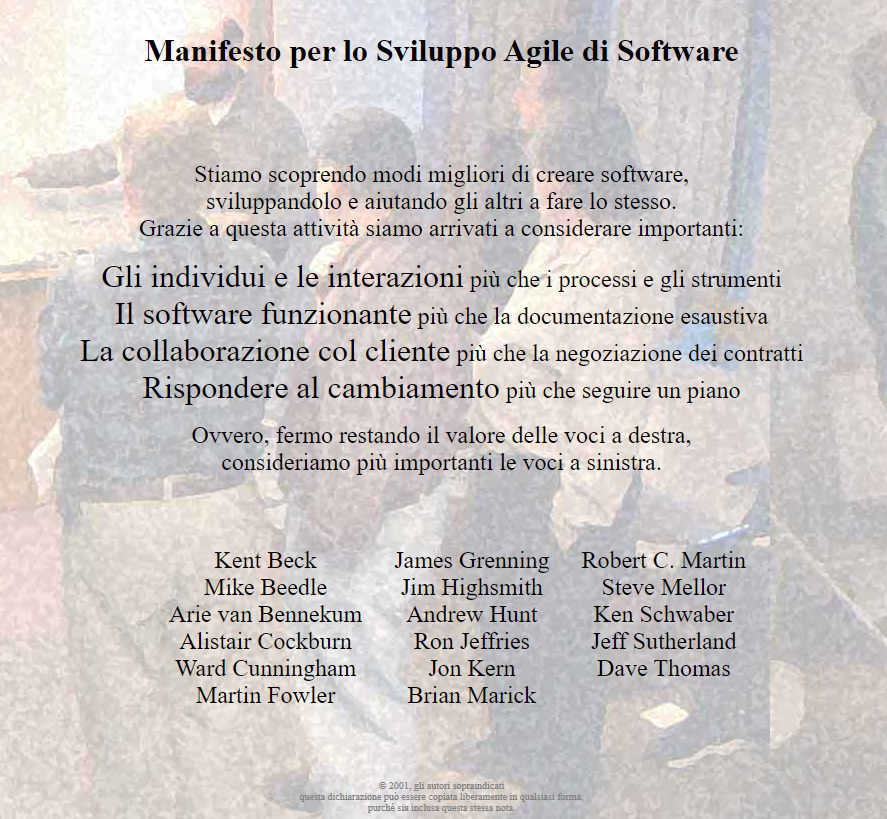 Manifesto per lo Sviluppo Agile di Software
Stiamo scoprendo modi migliori di creare software,
sviluppandolo e aiutando gli altri a fare lo stesso.
Grazie a questa attività siamo arrivati a considerare importanti:
Gli individui e le interazioni più che i processi e gli strumenti
Il software funzionante più che la documentazione esaustiva
La collaborazione col cliente più che la negoziazione dei contratti
Rispondere al cambiamento più che seguire un piano
Ovvero, fermo restando il valore delle voci a destra,
consideriamo più importanti le voci a sinistra.
Kent Beck
Mike Beedle
Arie van Bennekum
Alistair Cockburn
Ward Cunningham
Martin Fowler
James Grenning
Jim Highsmith
Andrew Hunt
Ron Jeffries
Jon Kern
Brian Marick
Robert C. Martin
Steve Mellor
Ken Schwaber
Jeff Sutherland
Dave Thomas
© 2001, gli autori sopraindicati
questa dichiarazione può essere copiata liberamente in qualsiasi forma,
purché sia inclusa questa stessa nota.